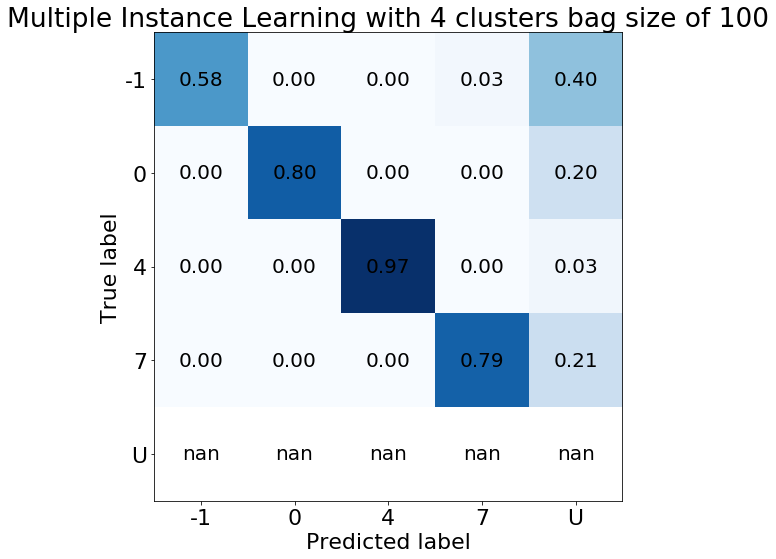 Multiple Instance Learning with 4 clusters bag size of 100
-1 0.58 0.00 0.00 0.03 0.40
0 0.00 0.80 0.00 0.00 0.20
4 0.00 0.00 0.97 0.00 0.03
7 0.00 0.00 0.00 0.79 0.21
U nan nan nan nan nan
-1 0 4 7 U
True label
Predicted label